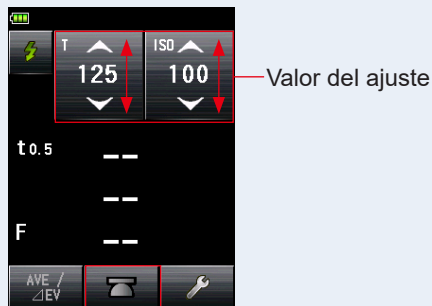 T
ISO
125
100
Valor del ajuste
t0.5
--
--
F
--
AVE /
⊿EV